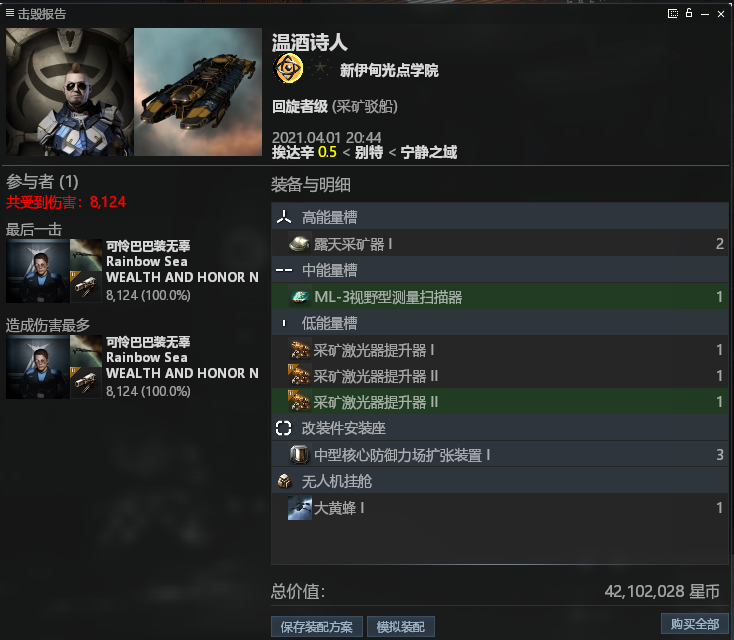 击毁报告
温酒诗人
新伊甸光点学院
回旋者级 (采矿驳船)
2021.04.01 20:44
挨达辛 0.5 < 别特 < 宁静之域
参与者 (1)
共受到伤害：8,124
最后一击
可怜巴巴装无辜
Rainbow Sea
WEALTH AND HONOR N
8,124 (100.0%)
造成伤害最多
可怜巴巴装无辜
Rainbow Sea
WEALTH AND HONOR N
8,124 (100.0%)
装备与明细
高能量槽
露天采矿器 I 2
中能量槽
ML-3视野型测量扫描器 1
低能量槽
采矿激光器提升器 I 1
采矿激光器提升器 II 1
采矿激光器提升器 II 1
改装件安装座
中型核心防御力场扩张装置 I 3
无人机挂舱
大黄蜂 I 1
总价值： 42,102,028 星币
保存装配方案 模拟装配 购买全部